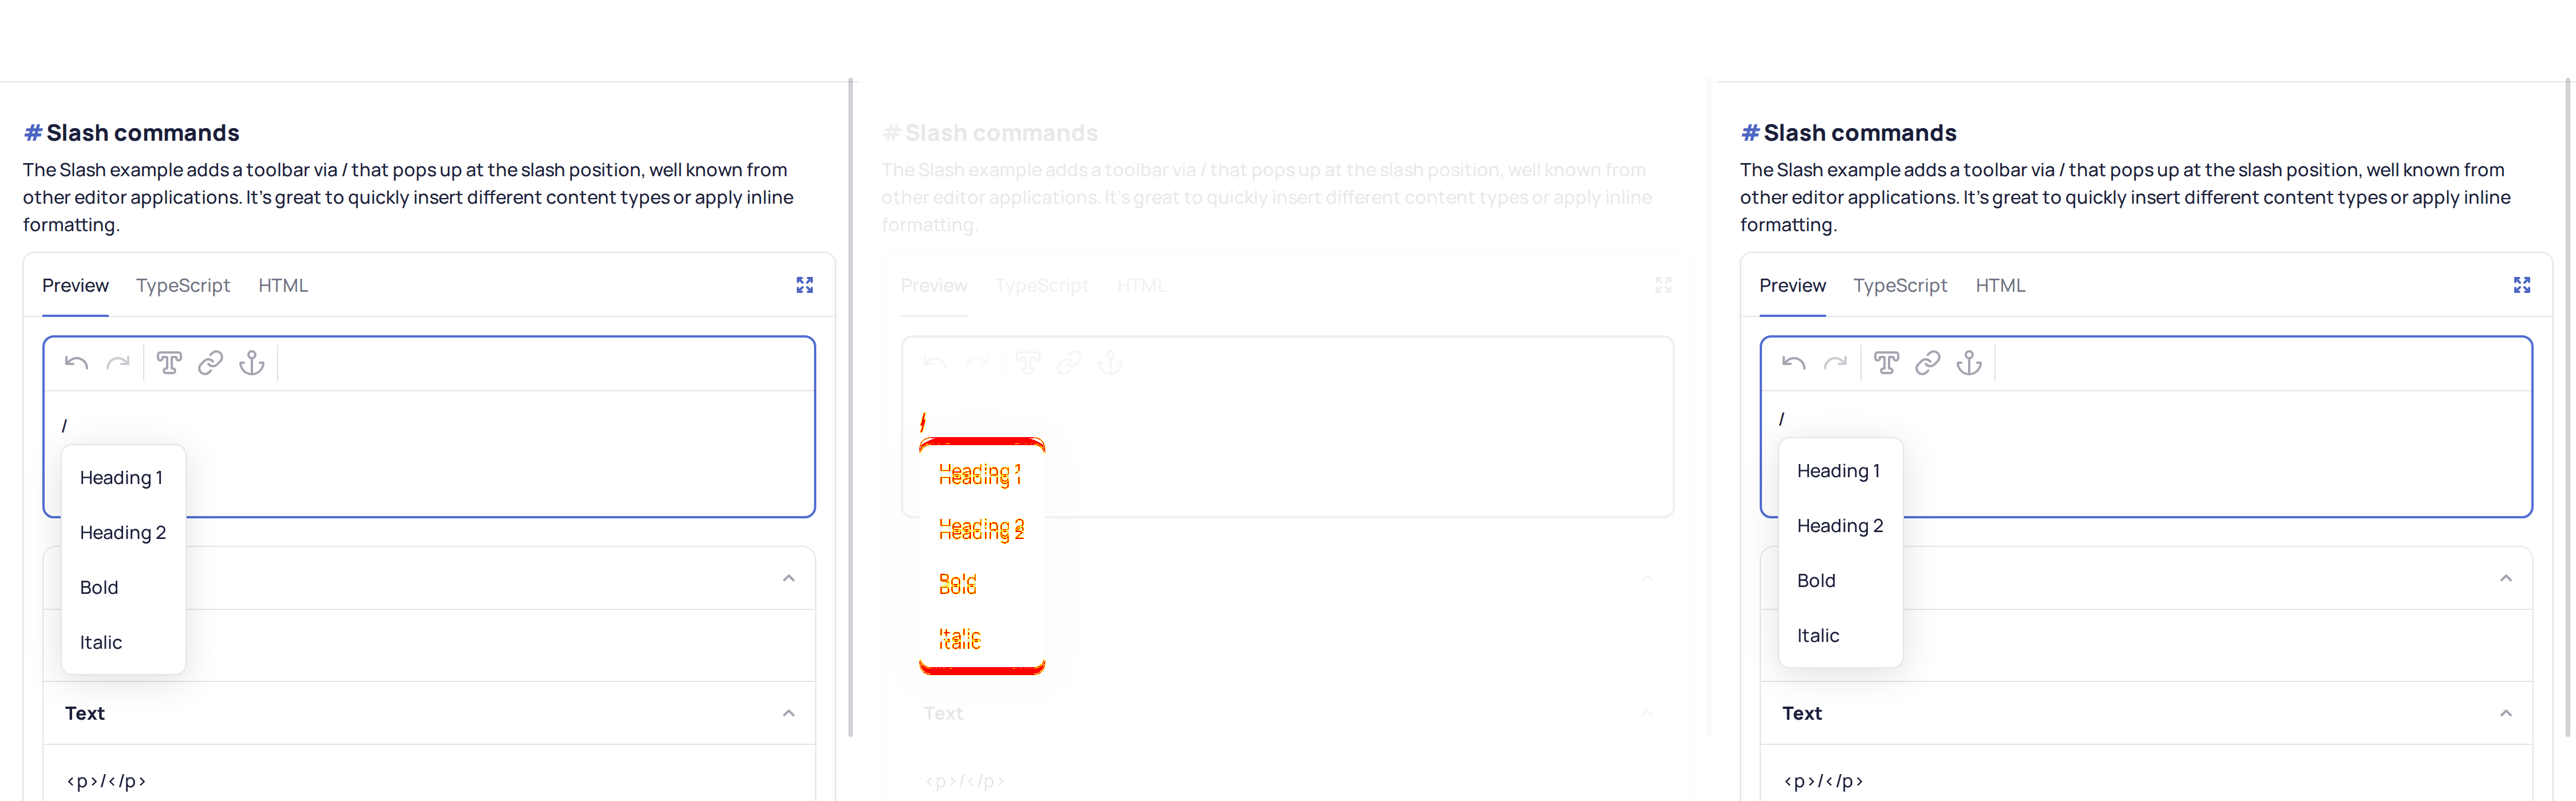 # Slash commands
The Slash example adds a toolbar via / that pops up at the slash position, well known from
other editor applications. It's great to quickly insert different content types or apply inline
formatting.
Preview TypeScript HTML
/
Heading 1
Heading 2
Bold
Italic
Text
<p>/</p>
# Slash commands
The Slash example adds a toolbar via / that pops up at the slash position, well known from
other editor applications. It's great to quickly insert different content types or apply inline
formatting.
Preview TypeScript HTML
/
Heading 1
Heading 2
Bold
Italic
Text
<p>/</p>
# Slash commands
The Slash example adds a toolbar via / that pops up at the slash position, well known from
other editor applications. It's great to quickly insert different content types or apply inline
formatting.
Preview TypeScript HTML
/
Heading 1
Heading 2
Bold
Italic
Text
<p>/</p>